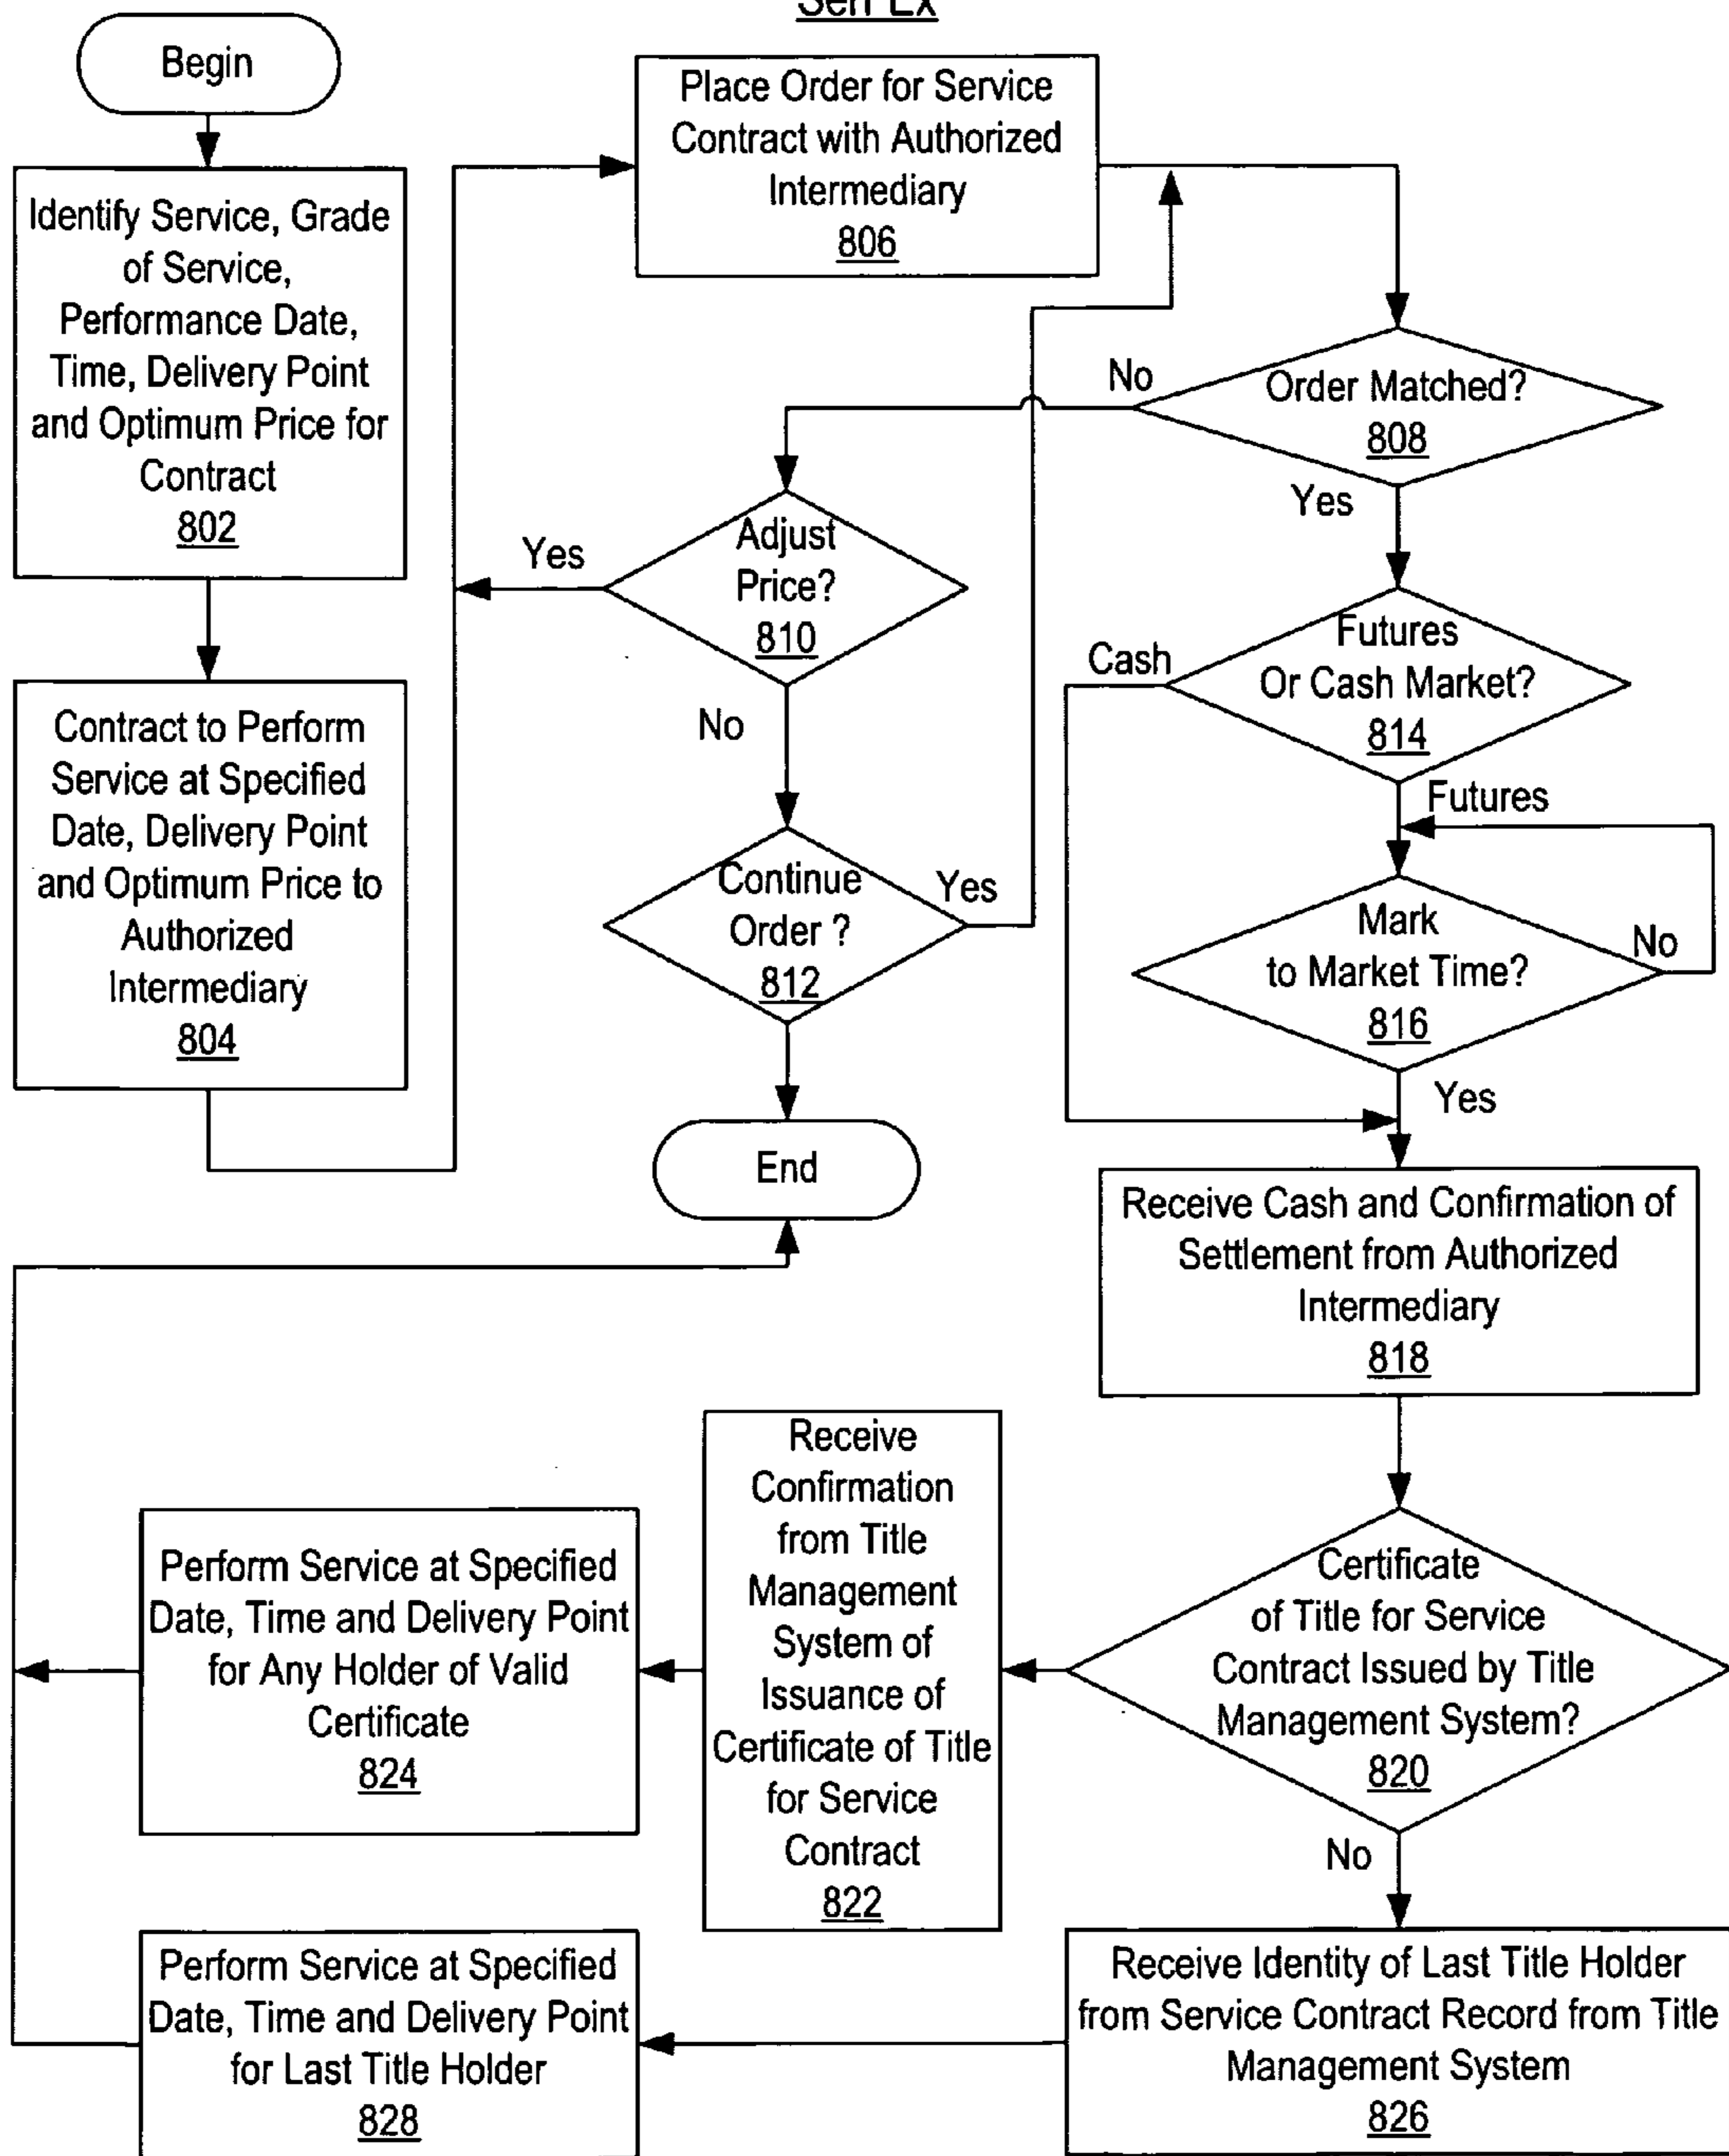 Begin
Identify Service, Grade
of Service,
Performance Date,
Time, Delivery Point
and Optimum Price for
Contract
802
Contract to Perform
Service at Specified
Date, Delivery Point
and Optimum Price to
Authorized
Intermediary
804
Place Order for Service
Contract with Authorized
Intermediary
806
Order Matched?
808
No
Yes
Adjust
Price?
810
Yes
No
Continue
Order ?
812
Yes
End
Futures
Or Cash Market?
814
Cash
Futures
Mark
to Market Time?
816
No
Yes
Receive Cash and Confirmation of
Settlement from Authorized
Intermediary
818
Certificate
of Title for Service
Contract Issued by Title
Management System?
820
No
Receive
Confirmation
from Title
Management
System of
Issuance of
Certificate of Title
for Service
Contract
822
Perform Service at Specified
Date, Time and Delivery Point
for Any Holder of Valid
Certificate
824
Receive Identity of Last Title Holder
from Service Contract Record from Title
Management System
826
Perform Service at Specified
Date, Time and Delivery Point
for Last Title Holder
828